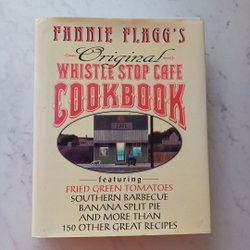 FANNIE FLAGG'S
Original
WHISTLE STOP CAFE
COOKBOOK
featuring
FRIED GREEN TOMATOES
SOUTHERN BARBECUE
BANANA SPLIT PIE
AND MORE THAN
150 OTHER GREAT RECIPES